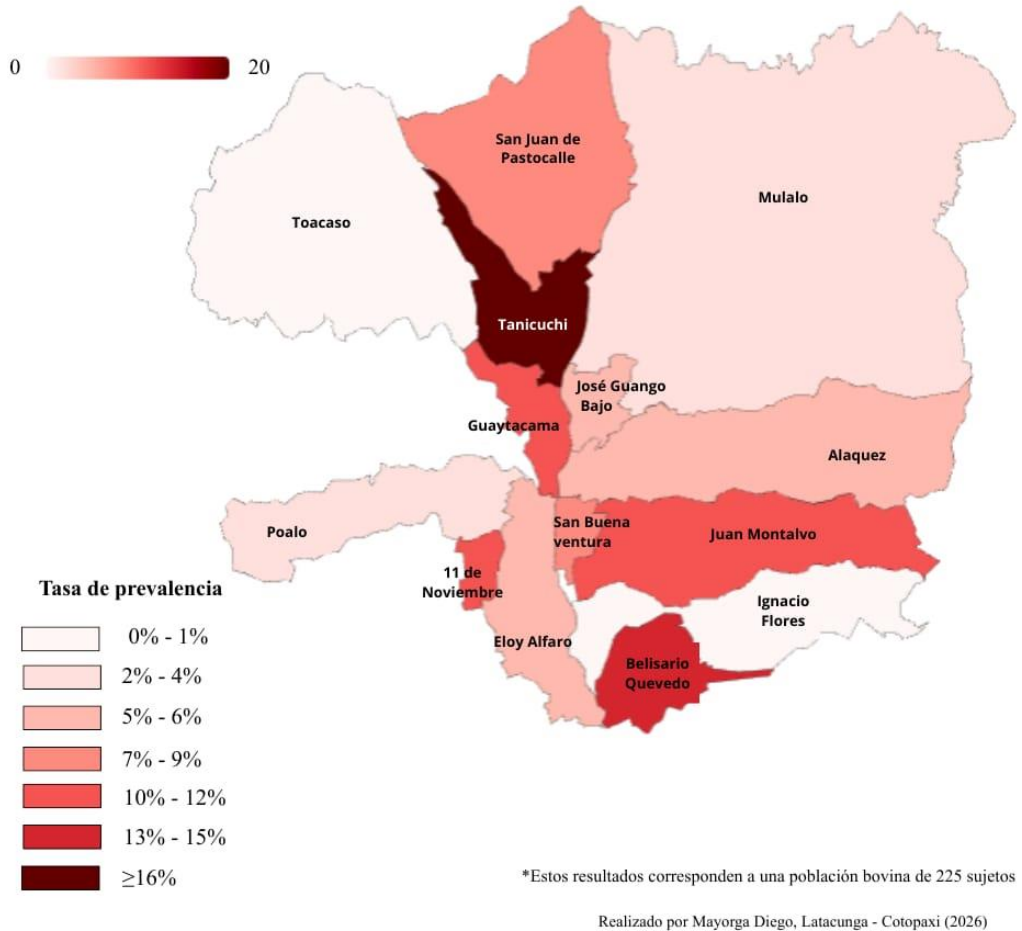 0
20
San Juan de
Pastocalle
Mulalo
Toacaso
Tanicuchi
José Guango
Bajo
Guaytacama
Alaquez
San Buena
ventura
Juan Montalvo
Poalo
11 de
Noviembre
Ignacio
Flores
Eloy Alfaro
Belisario
Quevedo
Tasa de prevalencia
0% - 1%
2% - 4%
5% - 6%
7% - 9%
10% - 12%
13% - 15%
≥16%
*Estos resultados corresponden a una población bovina de 225 sujetos
Realizado por Mayorga Diego, Latacunga - Cotopaxi (2026)